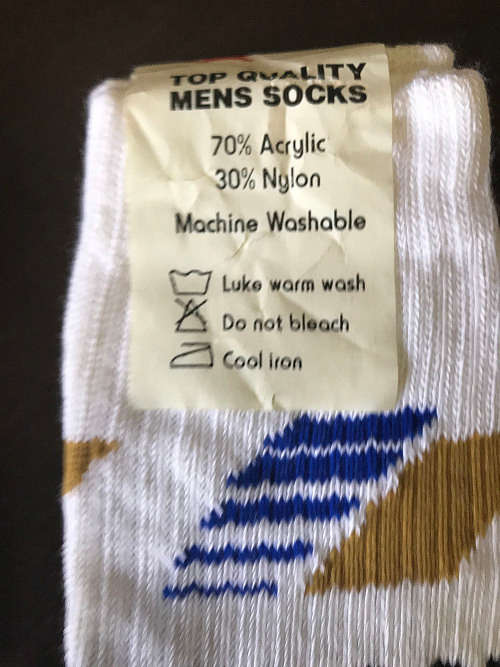 TOP QUALITY
MENS SOCKS
70% Acrylic
30% Nylon
Machine Washable
Luke warm wash
Do not bleach
Cool iron